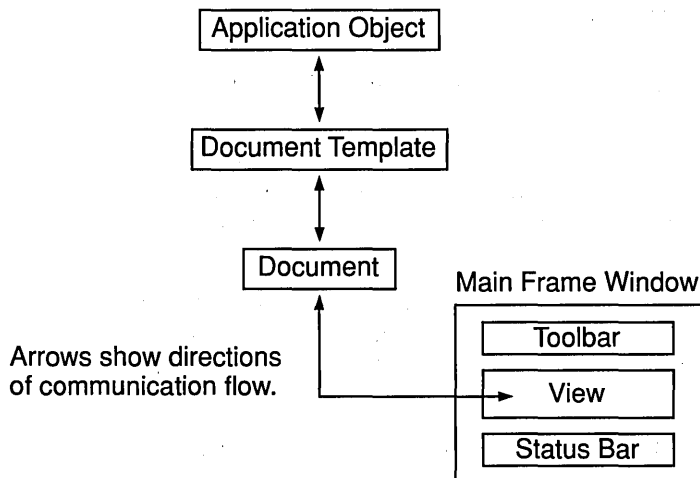 Application Object
Document Template
Document
Main Frame Window
Toolbar
Arrows show directions
of communication flow.
View
Status Bar